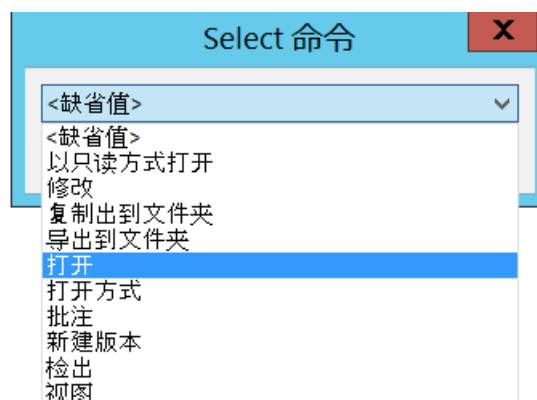 Select 命令
X
<缺省值>
<缺省值>
以只读方式打开
修改
复制出到文件夹
导出到文件夹
打开
打开方式
批注
新建版本
检出
视图